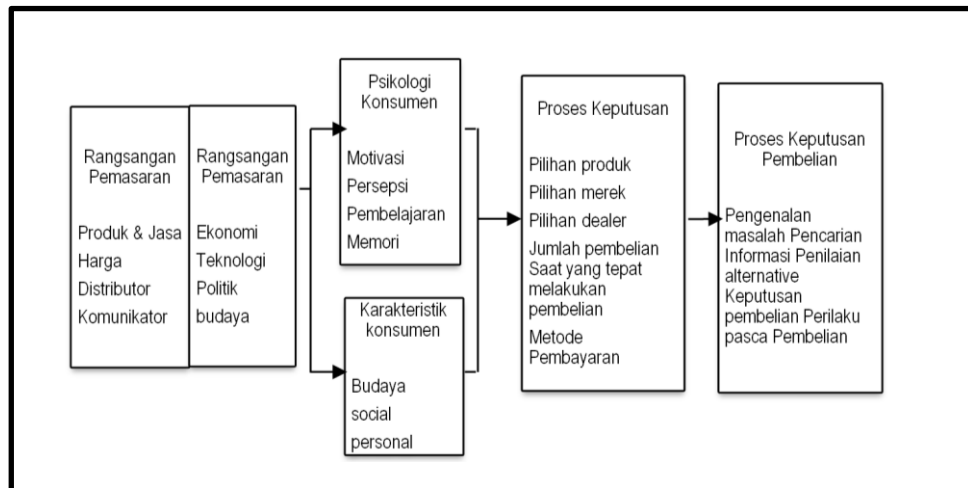 Rangsangan
Pemasaran
Produk & Jasa
Harga
Distributor
Komunikator
Rangsangan
Pemasaran
Ekonomi
Teknologi
Politik
budaya
Psikologi
Konsumen
Motivasi
Persepsi
Pembelajaran
Memori
Karakteristik
konsumen
Budaya
social
personal
Proses Keputusan
Pilihan produk
Pilihan merek
Pilihan dealer
Jumlah pembelian
Saat yang tepat
melakukan
pembelian
Metode
Pembayaran
Proses Keputusan
Pembelian
Pengenalan
masalah Pencarian
Informasi Penilaian
alternative
Keputusan
pembelian Perilaku
pasca Pembelian